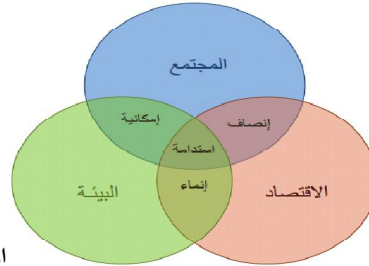 المجتمع
إنصاف
إمكانية
استدامة
إنماء
الاقتصاد
البيئة